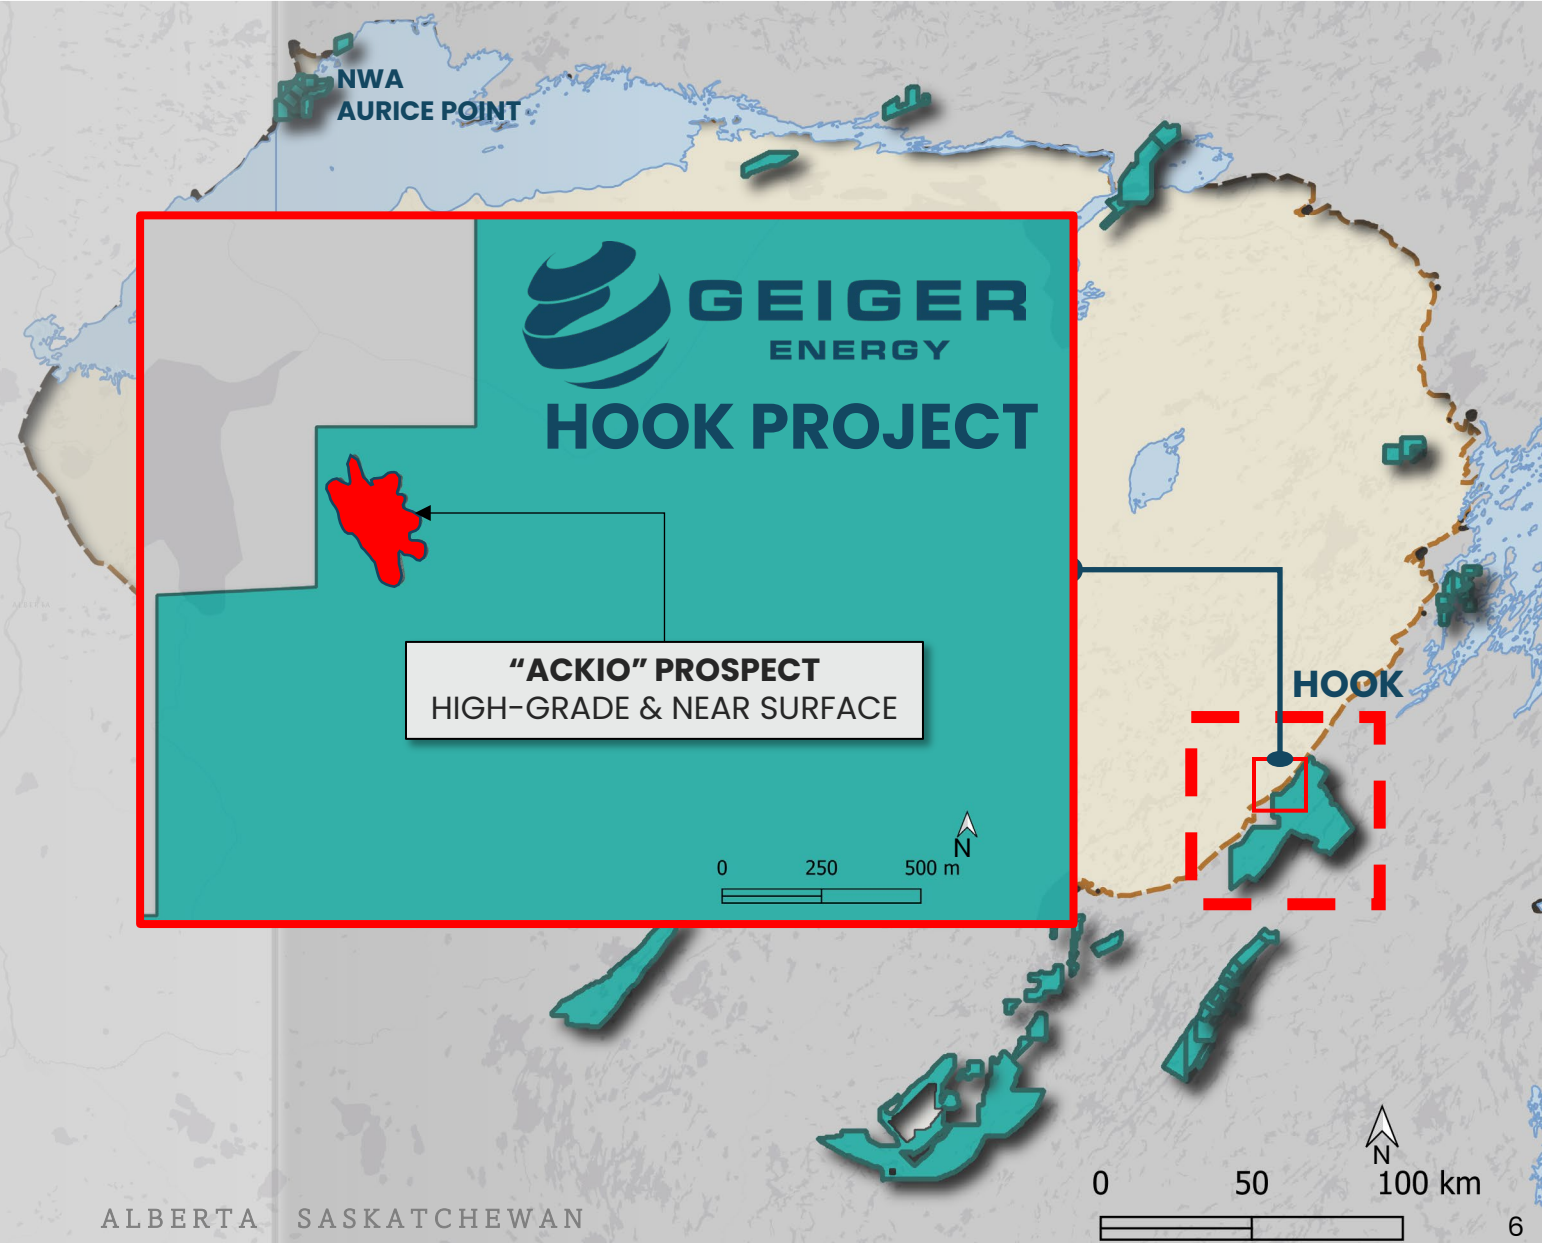 NWA
AURICE POINT
GEIGER
ENERGY
HOOK PROJECT
“ACKIO” PROSPECT
HIGH-GRADE & NEAR SURFACE
N
0 250 500 m
HOOK
N
0 50 100 km
ALBERTA SASKATCHEWAN
6